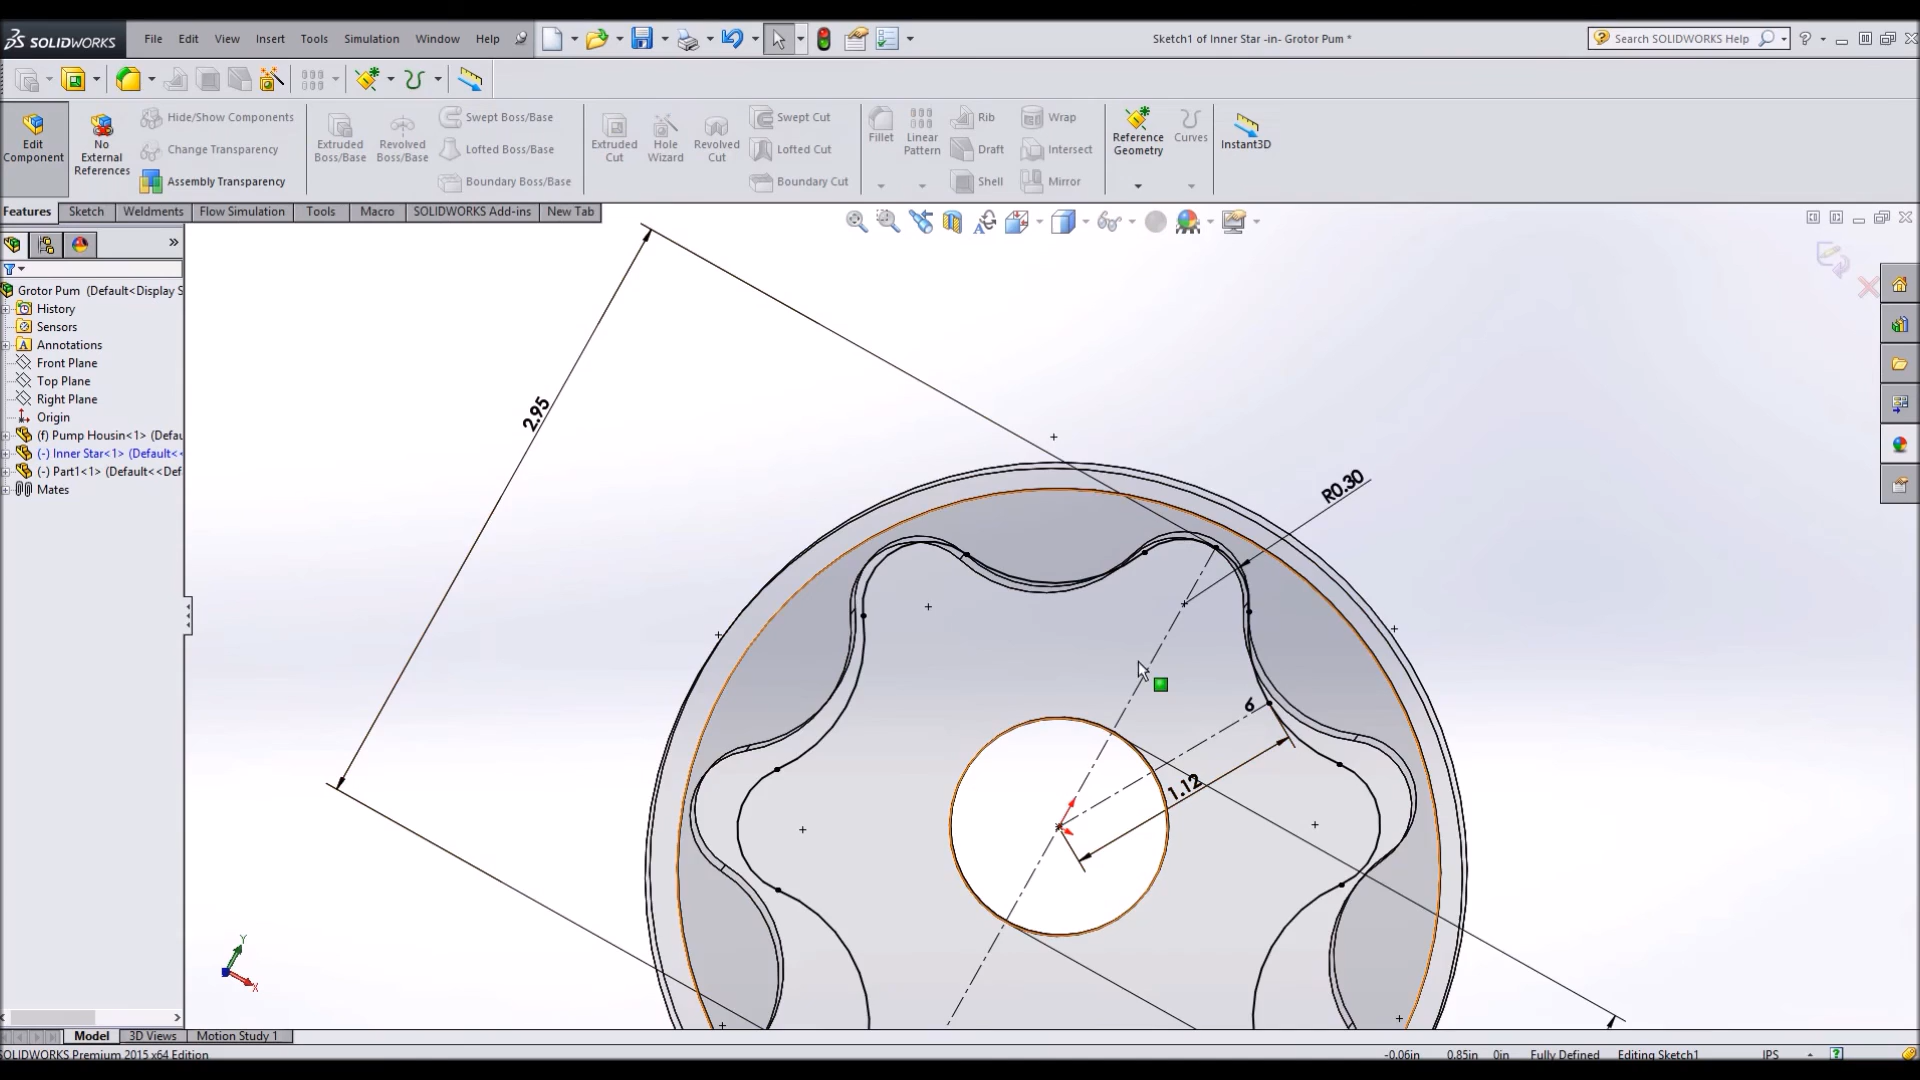 SOLIDWORKS File Edit View Insert Tools Simulation Window Help Sketch1 of Inner Star -in- Grotor Pum * Search SOLIDWORKS Help
Edit Component
No External References
Hide/Show Components
Change Transparency
Assembly Transparency
Extruded Boss/Base
Revolved Boss/Base
Swept Boss/Base
Lofted Boss/Base
Boundary Boss/Base
Extruded Cut
Hole Wizard
Revolved Cut
Swept Cut
Lofted Cut
Boundary Cut
Fillet
Linear Pattern
Rib
Draft
Shell
Wrap
Intersect
Mirror
Reference Geometry
Curves
Instant3D
Features Sketch Weldments Flow Simulation Tools Macro SOLIDWORKS Add-ins New Tab
Grotor Pum (Default<Display S
History
Sensors
Annotations
Front Plane
Top Plane
Right Plane
Origin
(f) Pump Housin<1> (Defau
(-) Inner Star<1> (Default<
(-) Part1<1> (Default<<Def
Mates
2.95
R0.30
6
1.12
Y
X
Model 3D Views Motion Study 1
SOLIDWORKS Premium 2015 x64 Edition -0.06in 0.85in 0in Fully Defined Editing Sketch1 IPS